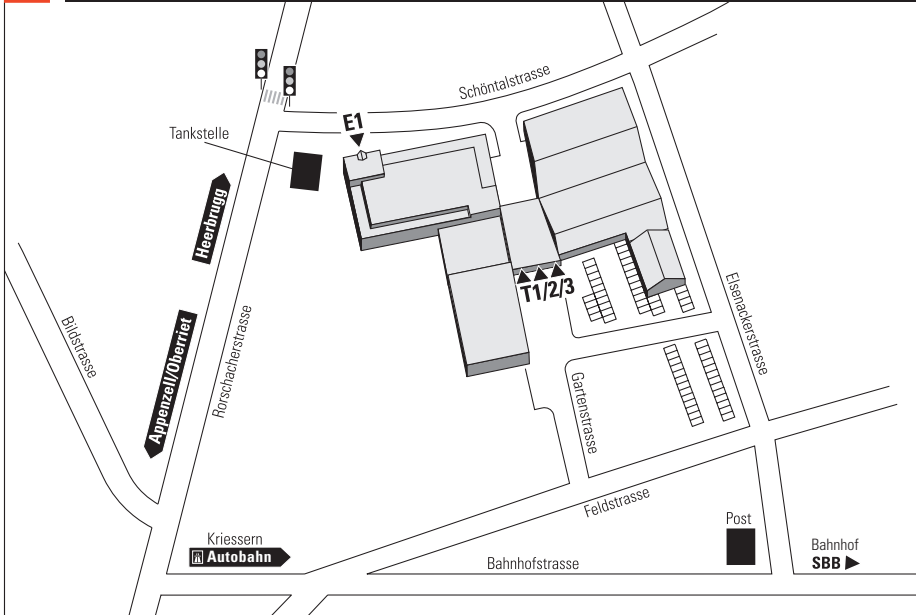 Schöntalstrasse
E1
Tankstelle
Heerbrugg
T1/2/3
Eisenackerstrasse
Bildstrasse
Appenzell/Oberriet
Rorschacherstrasse
Gartenstrasse
Feldstrasse
Post
Kriessern
Autobahn
Bahnhofstrasse
Bahnhof
SBB